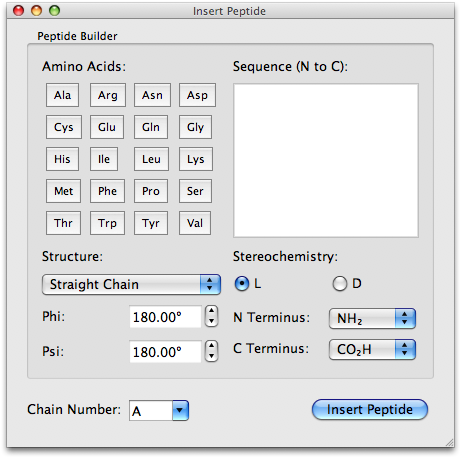 Insert Peptide
Peptide Builder
Amino Acids:
Sequence (N to C):
Ala Arg Asn Asp
Cys Glu Gln Gly
His Ile Leu Lys
Met Phe Pro Ser
Thr Trp Tyr Val
Structure:
Stereochemistry:
Straight Chain
L D
Phi: 180.00°
N Terminus: NH₂
Psi: 180.00°
C Terminus: CO₂H
Chain Number: A
Insert Peptide